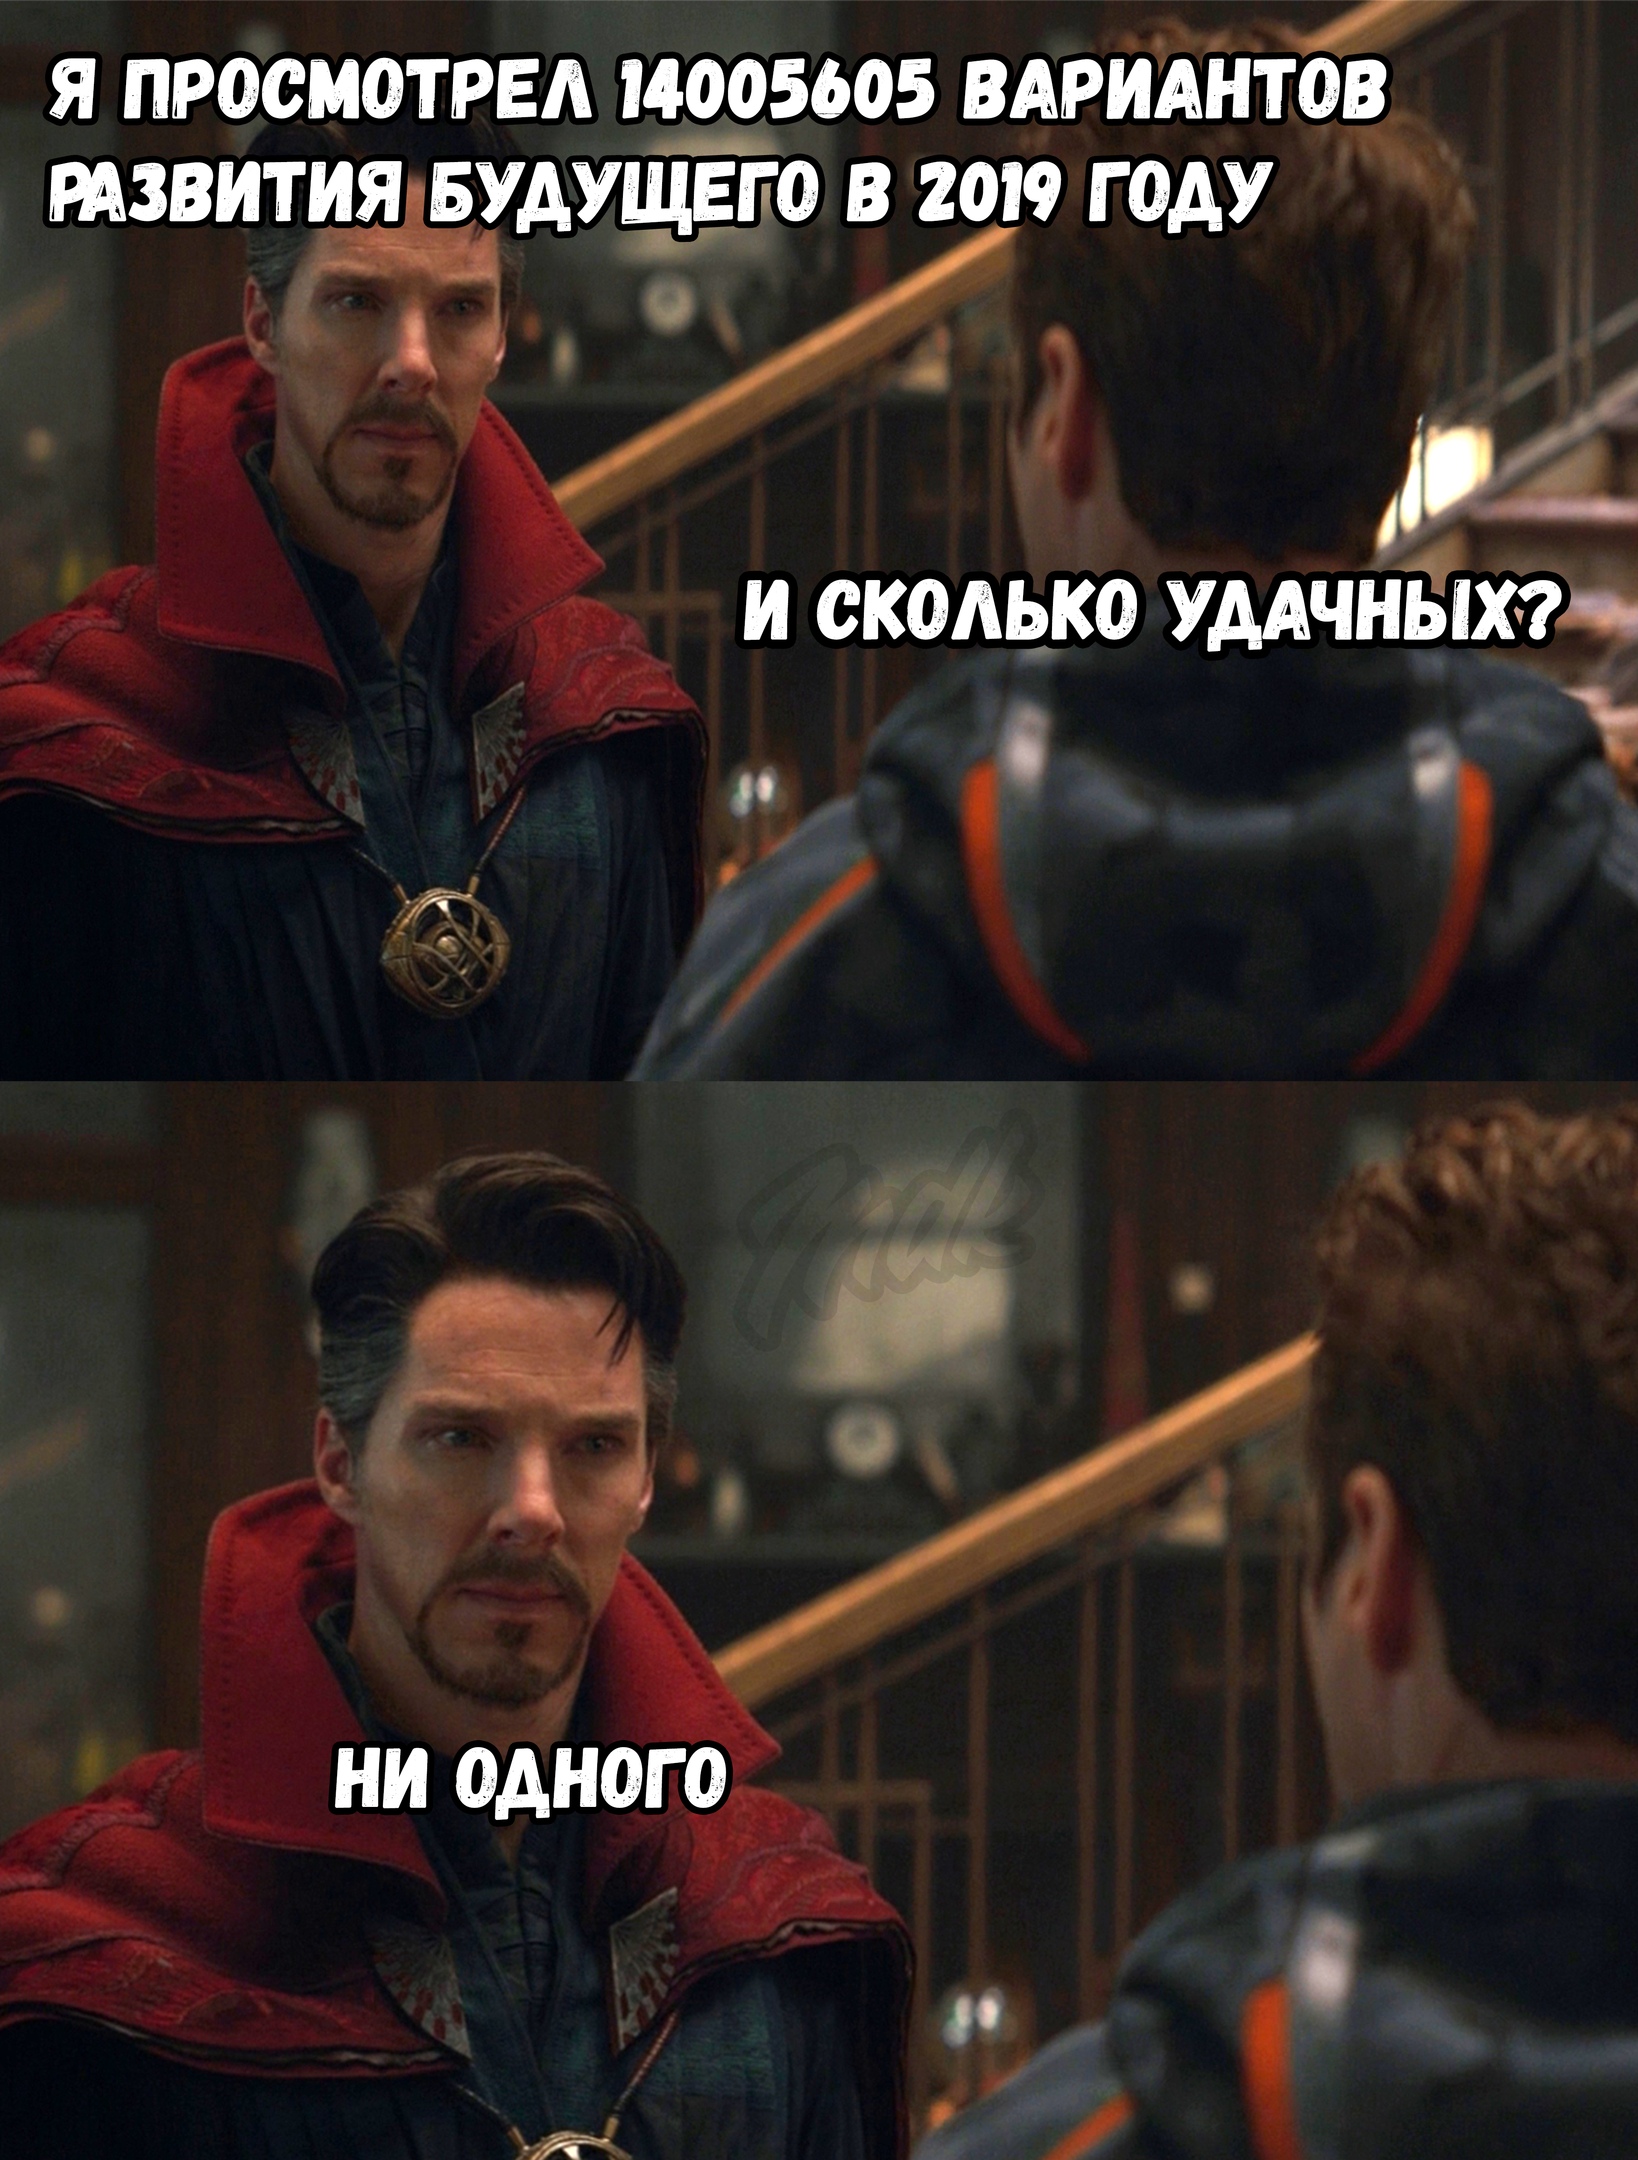 Я ПРОСМОТРЕЛ 14005605 ВАРИАНТОВ
РАЗВИТИЯ БУДУЩЕГО В 2019 ГОДУ
И СКОЛЬКО УДАЧНЫХ?
НИ ОДНОГО